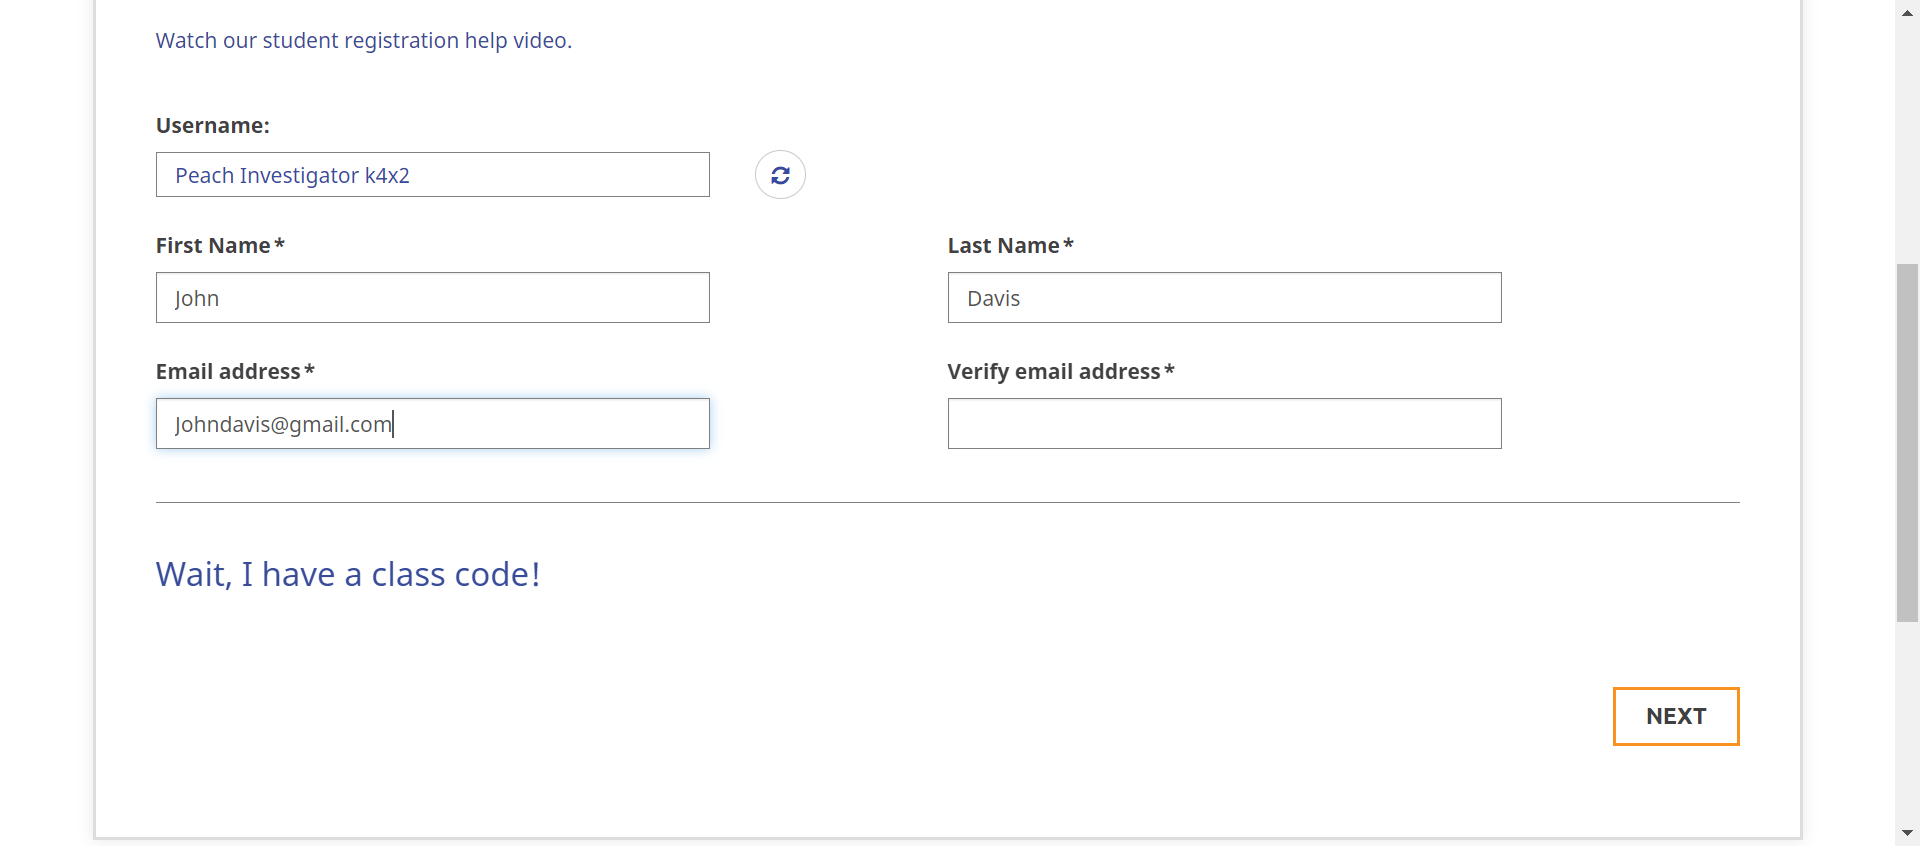 Watch our student registration help video.
Username:
Peach Investigator k4x2
First Name*
Last Name*
John
Davis
Email address*
Verify email address*
Johndavis@gmail.com
Wait, I have a class code!
NEXT